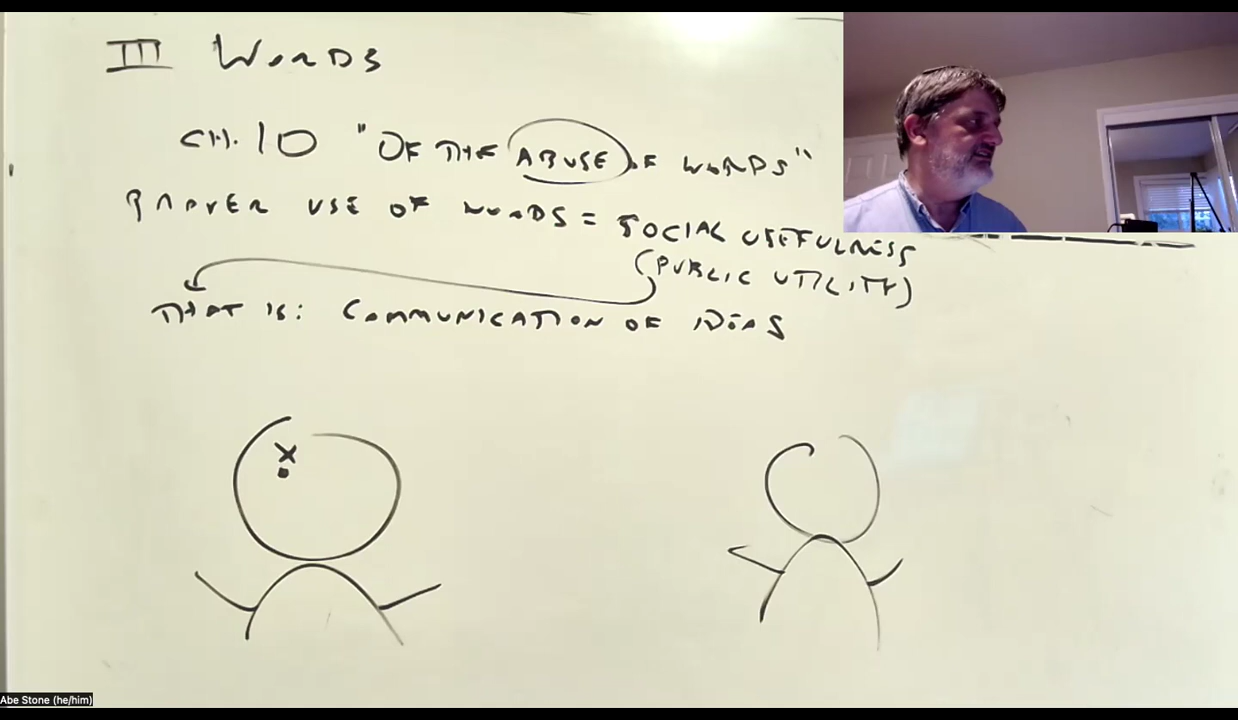 III WORDS
CH. 10 "OF THE ABUSE OF WORDS"
PROPER USE OF WORDS = SOCIAL USEFULNESS
(PUBLIC UTILITY)
THAT IS: COMMUNICATION OF IDEAS
X
Abe Stone (he/him)